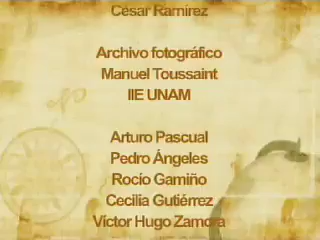 César Ramírez
Archivo fotográfico
Manuel Toussaint
IIE UNAM
Arturo Pascual
Pedro Ángeles
Rocío Gamiño
Cecilia Gutiérrez
Víctor Hugo Zamora